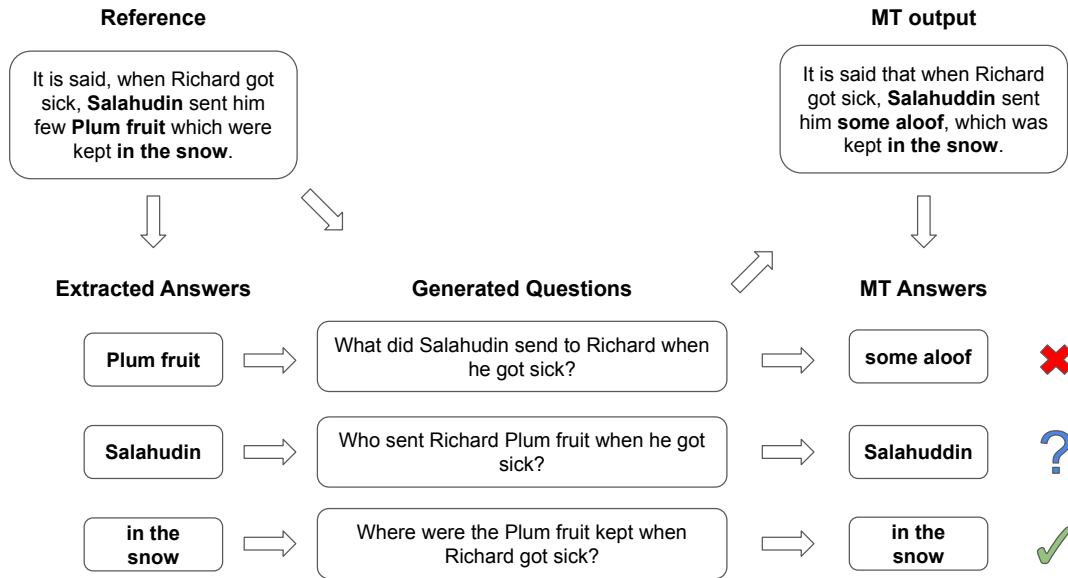 Reference
MT output
It is said, when Richard got
sick, Salahudin sent him
few Plum fruit which were
kept in the snow.
It is said that when Richard
got sick, Salahuddin sent
him some aloof, which was
kept in the snow.
Extracted Answers
Generated Questions
MT Answers
Plum fruit
What did Salahudin send to Richard when
he got sick?
some aloof
Salahudin
Who sent Richard Plum fruit when he got
sick?
Salahuddin
?
in the
snow
Where were the Plum fruit kept when
Richard got sick?
in the
snow